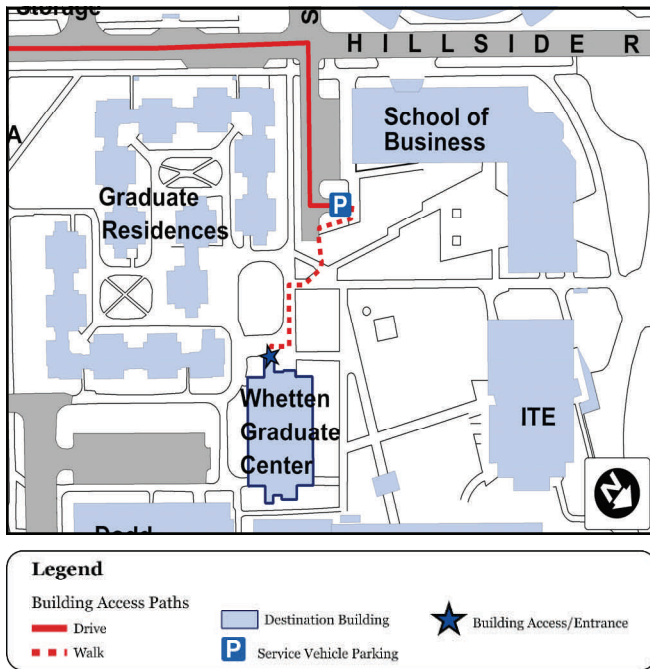 Storage
S
HILLSIDE R
A
School of
Business
P
Graduate
Residences
Whetten
Graduate
Center
ITE
N
Legend
Building Access Paths
Drive
Walk
Destination Building
P
Service Vehicle Parking
Building Access/Entrance